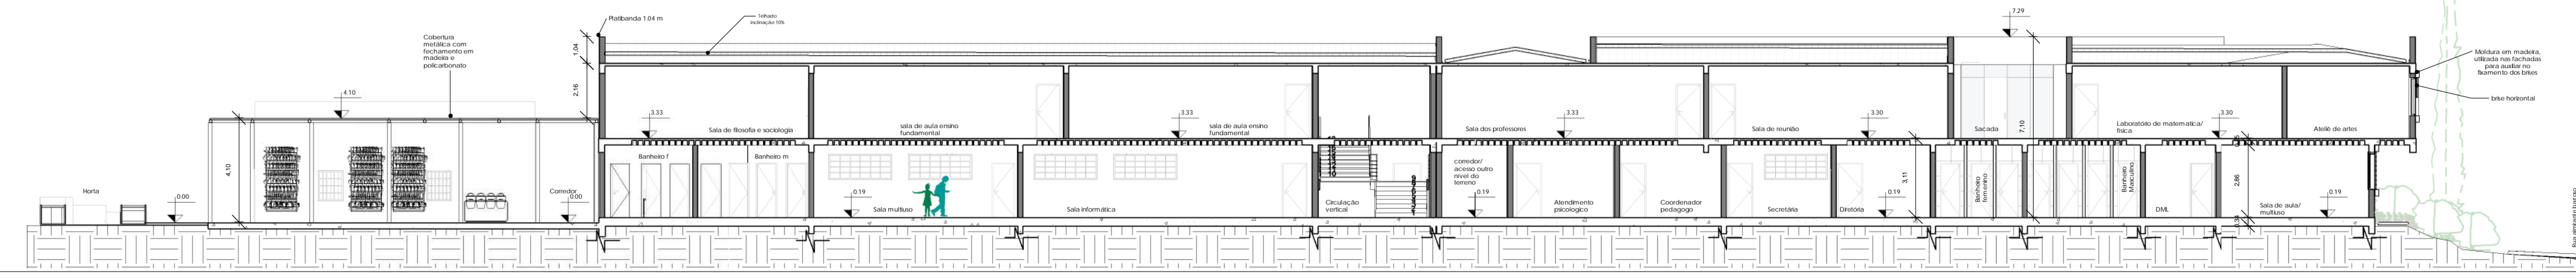 Platibanda 1.04 m
Telhado
inclinação 10%
7.29
Cobertura
metálica com
fechamento em
madeira e
policarbonato
1,04
2,16
Moldura em madeira,
utilizada nas fachadas
para auxiliar no
fixamento dos brises
brise horizontal
4.10
3.33
Sala de filosofia e sociologia
sala de aula ensino
fundamental
3.33
sala de aula ensino
fundamental
Sala dos professores
3.33
Sala de reunião
3.30
Sacada
7,10
Laboratório de matematica/
física
3.30
Ateliê de artes
Banheiro f
Banheiro m
4,10
Horta
0.00
Corredor
0.00
0.19
Sala multiuso
Sala informática
Circulação
vertical
corredor/
acesso outro
nível do
terreno
0.19
Atendimento
psicologico
Coordenador
pedagogo
Secretária
Diretória
0.19
3,11
Banheiro
femenino
Banheiro
Masculino
DML
2,86
0,34
Sala de aula/
multiuso
0.19